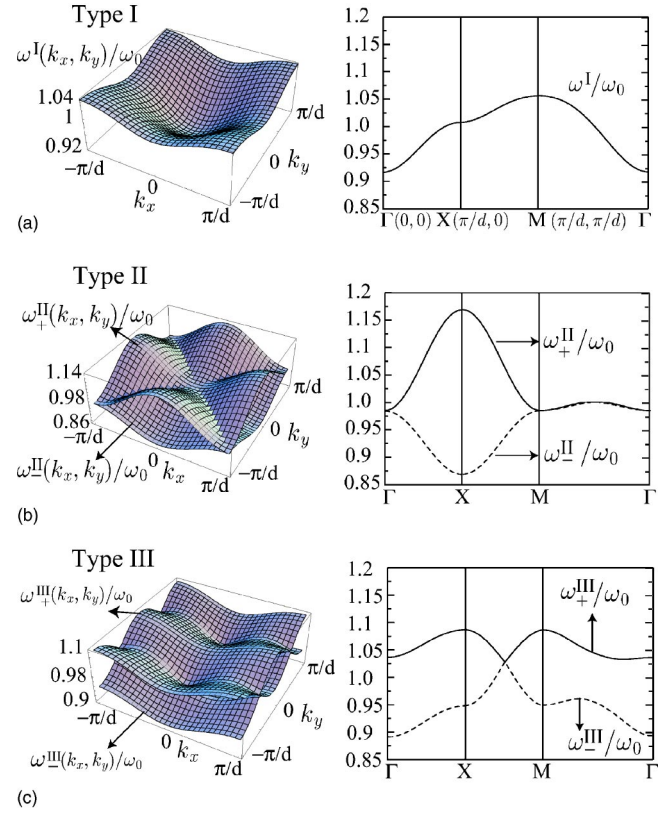 Type I
ω^I(k_x, k_y)/ω_0
1.04
1
0.92
−π/d
0
k_x
π/d
−π/d
0 k_y
π/d
(a)
1.2
1.15
1.1
1.05
1.0
0.95
0.9
0.85
ω^I/ω_0
Γ(0, 0) X(π/d, 0) M (π/d, π/d) Γ
Type II
ω_+^II(k_x, k_y)/ω_0
1.14
0.98
0.86
−π/d
ω_−^II(k_x, k_y)/ω_0
0 k_x
π/d
−π/d
0 k_y
π/d
(b)
1.2
1.15
1.1
1.05
1.0
0.95
0.9
0.85
ω_+^II/ω_0
ω_−^II/ω_0
Γ X M Γ
Type III
ω_+^III(k_x, k_y)/ω_0
1.1
0.98
0.9
−π/d
ω_−^III(k_x, k_y)/ω_0
0 k_x
π/d
−π/d
0 k_y
π/d
(c)
1.2
1.15
1.1
1.05
1.0
0.95
0.9
0.85
ω_+^III/ω_0
ω_−^III/ω_0
Γ X M Γ